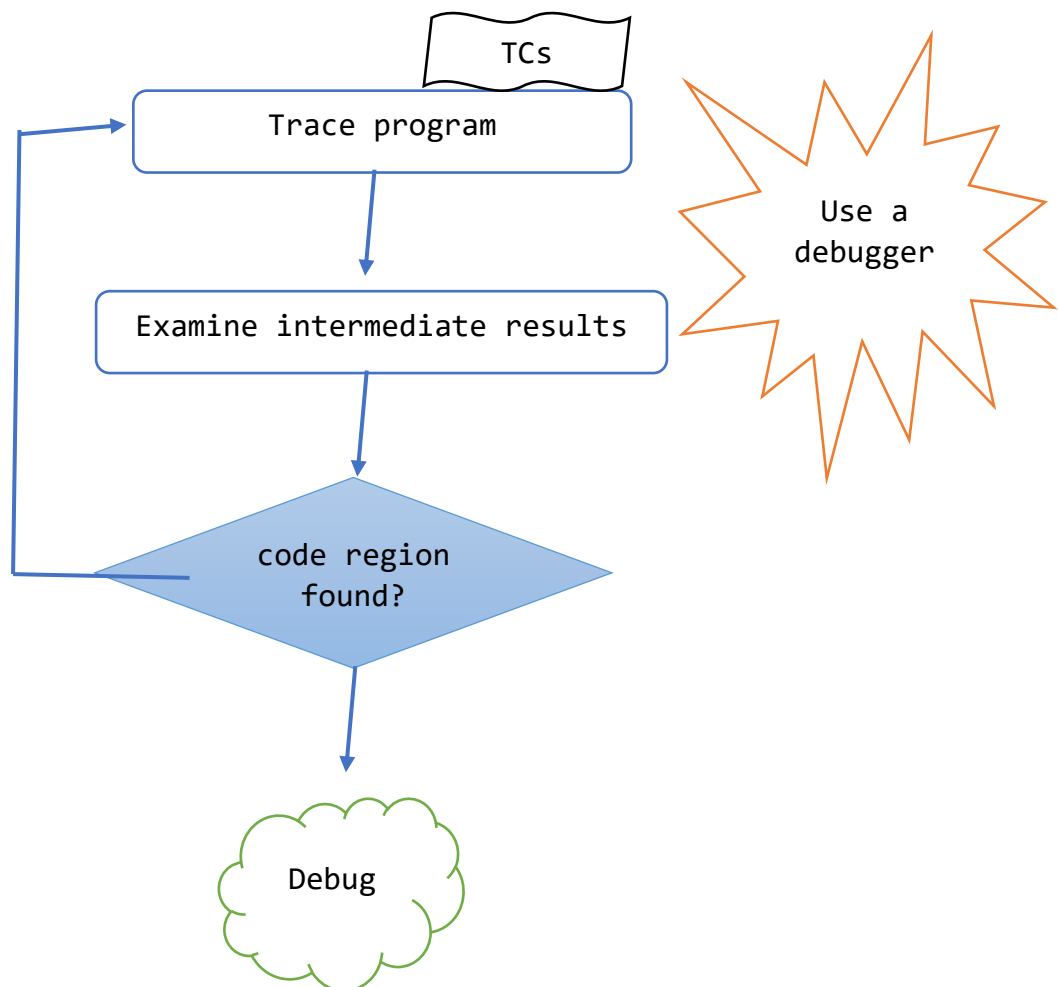 TCs
Trace program
Use a
debugger
Examine intermediate results
code region
found?
Debug